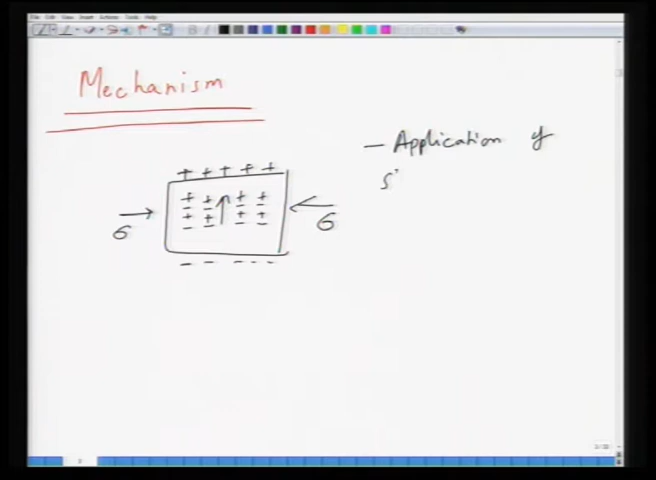 Mechanism
— Application of
s
+ + + + +
+ + + +
− − − −
+ + + +
− − − −
σ
σ
− − − − −